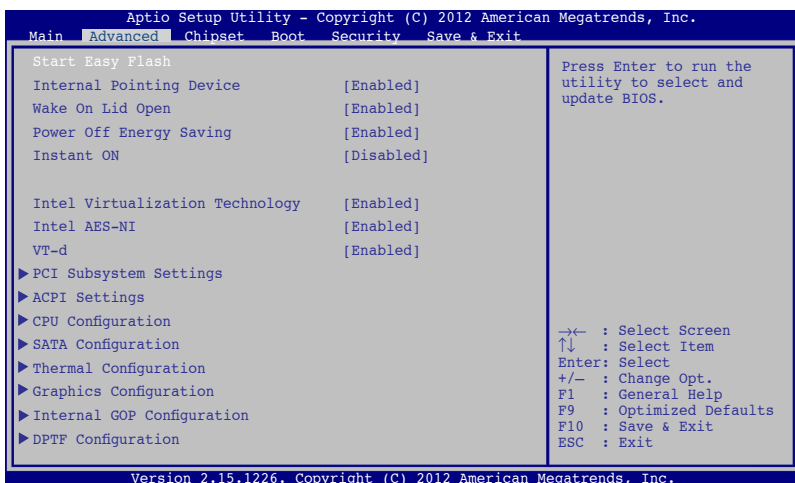 Aptio Setup Utility – Copyright (C) 2012 American Megatrends, Inc.
Main Advanced Chipset Boot Security Save & Exit
Start Easy Flash
Internal Pointing Device [Enabled]
Wake On Lid Open [Enabled]
Power Off Energy Saving [Enabled]
Instant ON [Disabled]
Intel Virtualization Technology [Enabled]
Intel AES-NI [Enabled]
VT-d [Enabled]
PCI Subsystem Settings
ACPI Settings
CPU Configuration
SATA Configuration
Thermal Configuration
Graphics Configuration
Internal GOP Configuration
DPTF Configuration
Press Enter to run the
utility to select and
update BIOS.
→← : Select Screen
↑↓ : Select Item
Enter: Select
+/— : Change Opt.
F1 : General Help
F9 : Optimized Defaults
F10 : Save & Exit
ESC : Exit
Version 2.15.1226. Copyright (C) 2012 American Megatrends, Inc.